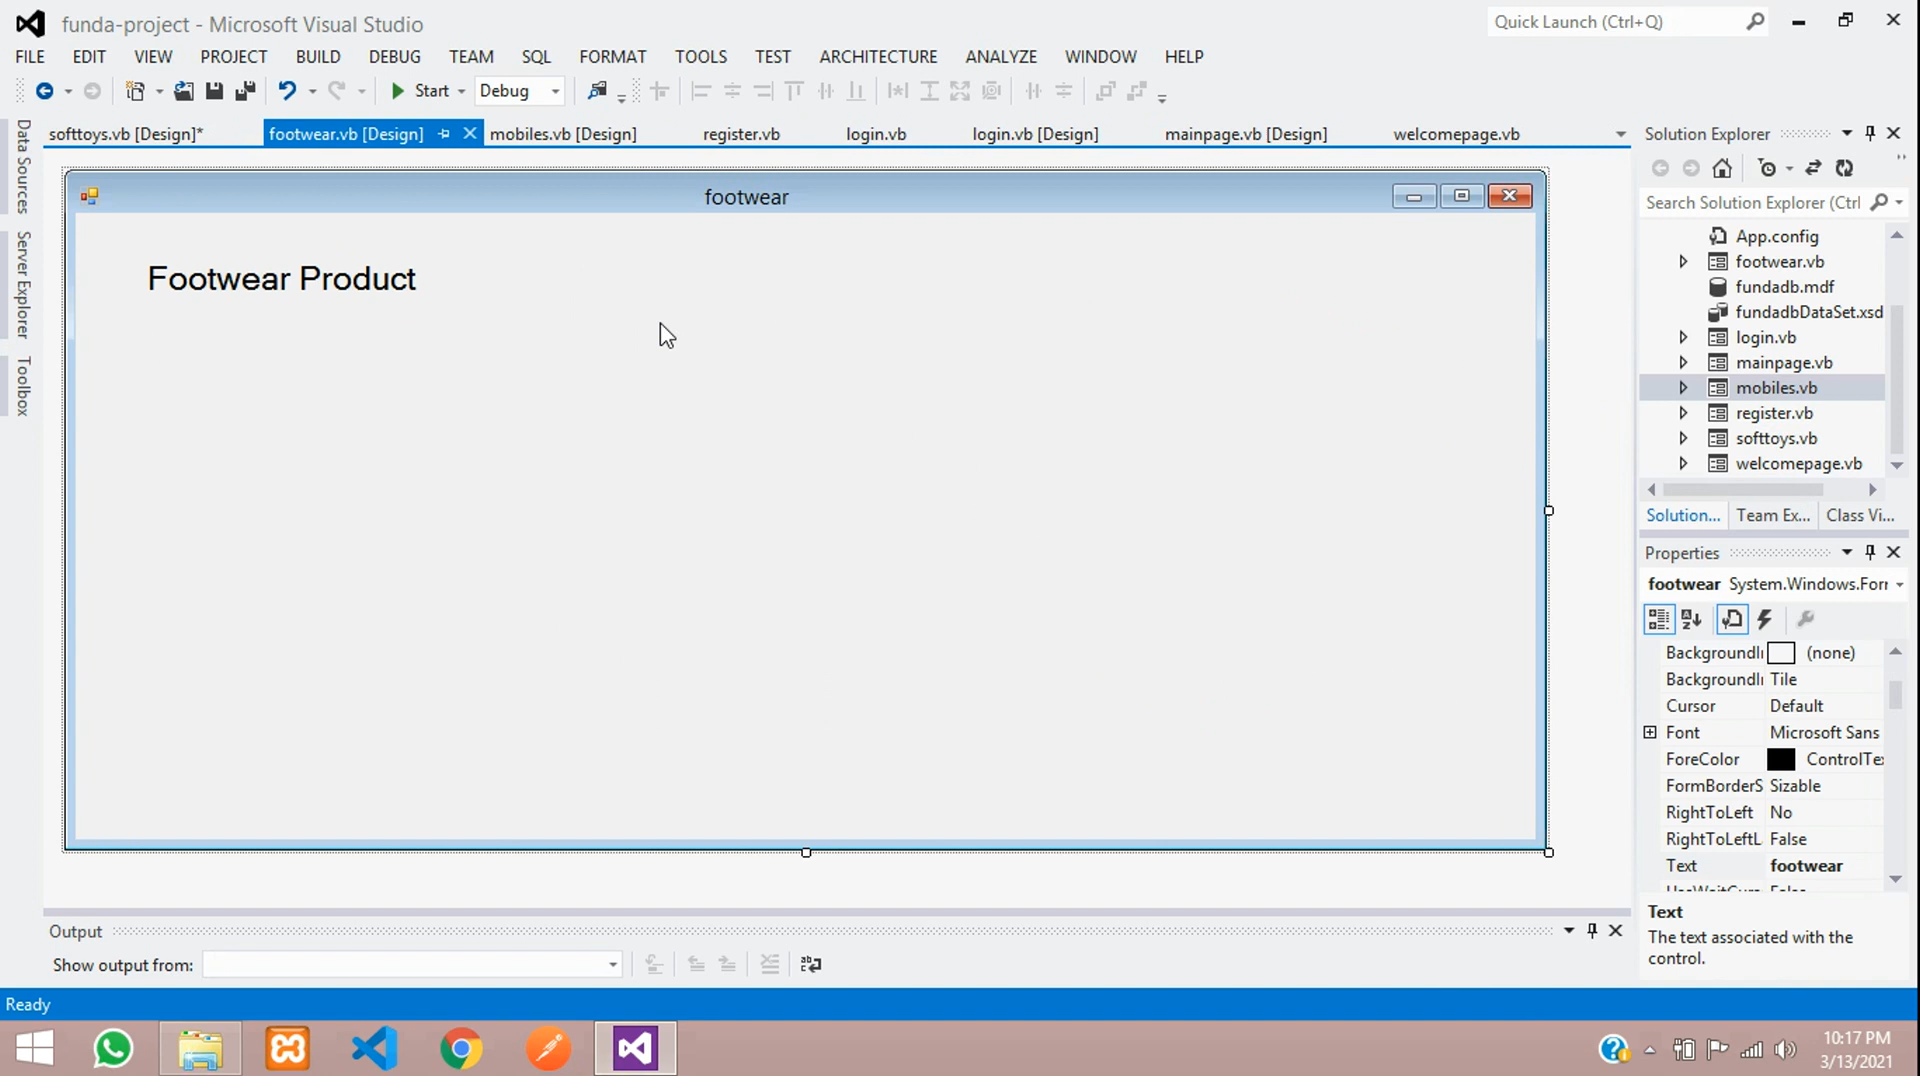 funda-project - Microsoft Visual Studio
Quick Launch (Ctrl+Q)
FILE EDIT VIEW PROJECT BUILD DEBUG TEAM SQL FORMAT TOOLS TEST ARCHITECTURE ANALYZE WINDOW HELP
Start Debug
softtoys.vb [Design]* footwear.vb [Design] mobiles.vb [Design] register.vb login.vb login.vb [Design] mainpage.vb [Design] welcomepage.vb
Data Sources
Server Explorer
Toolbox
footwear
Footwear Product
Solution Explorer
Search Solution Explorer (Ctrl
App.config
footwear.vb
fundadb.mdf
fundadbDataSet.xsd
login.vb
mainpage.vb
mobiles.vb
register.vb
softtoys.vb
welcomepage.vb
Solution... Team Ex... Class Vi...
Properties
footwear System.Windows.Forr
BackgroundI (none)
BackgroundI Tile
Cursor Default
Font Microsoft Sans
ForeColor ControlTe
FormBorderS Sizable
RightToLeft No
RightToLeftL False
Text footwear
Text
The text associated with the
control.
Output
Show output from:
Ready
10:17 PM
3/13/2021